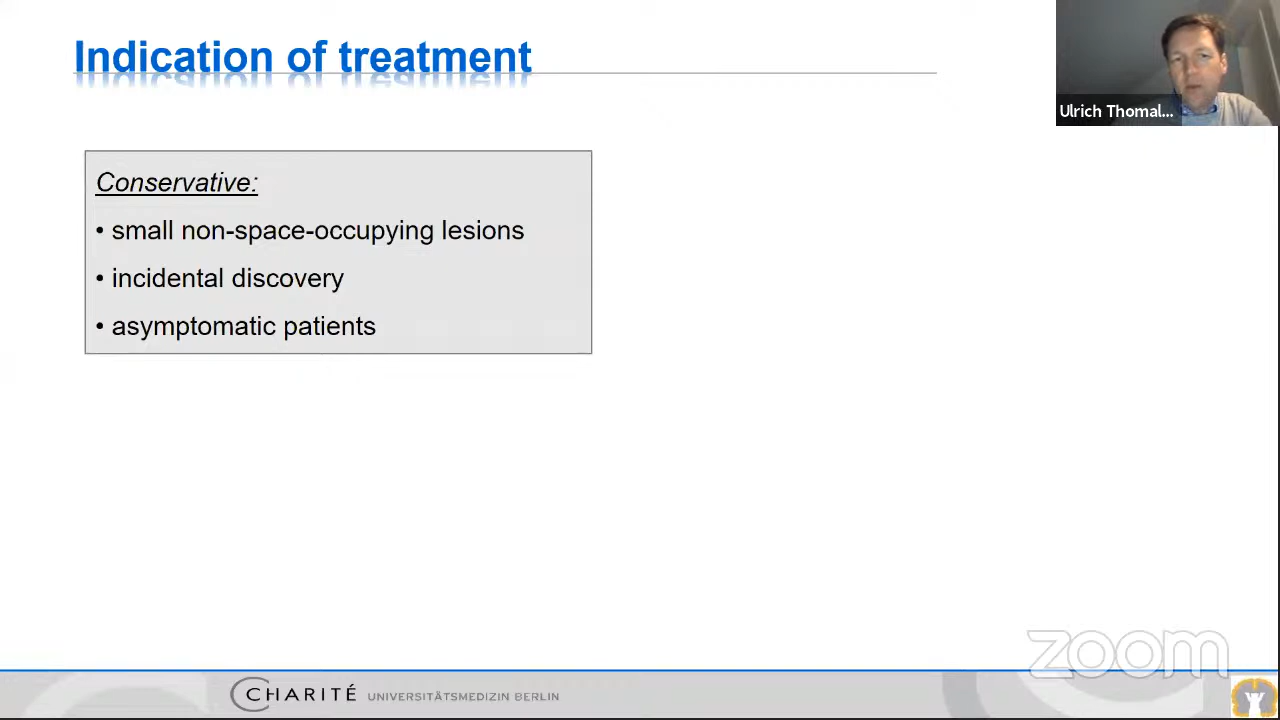 Indication of treatment
Ulrich Thomal...
Conservative:
• small non-space-occupying lesions
• incidental discovery
• asymptomatic patients
zoom
CHARITÉ UNIVERSITÄTSMEDIZIN BERLIN